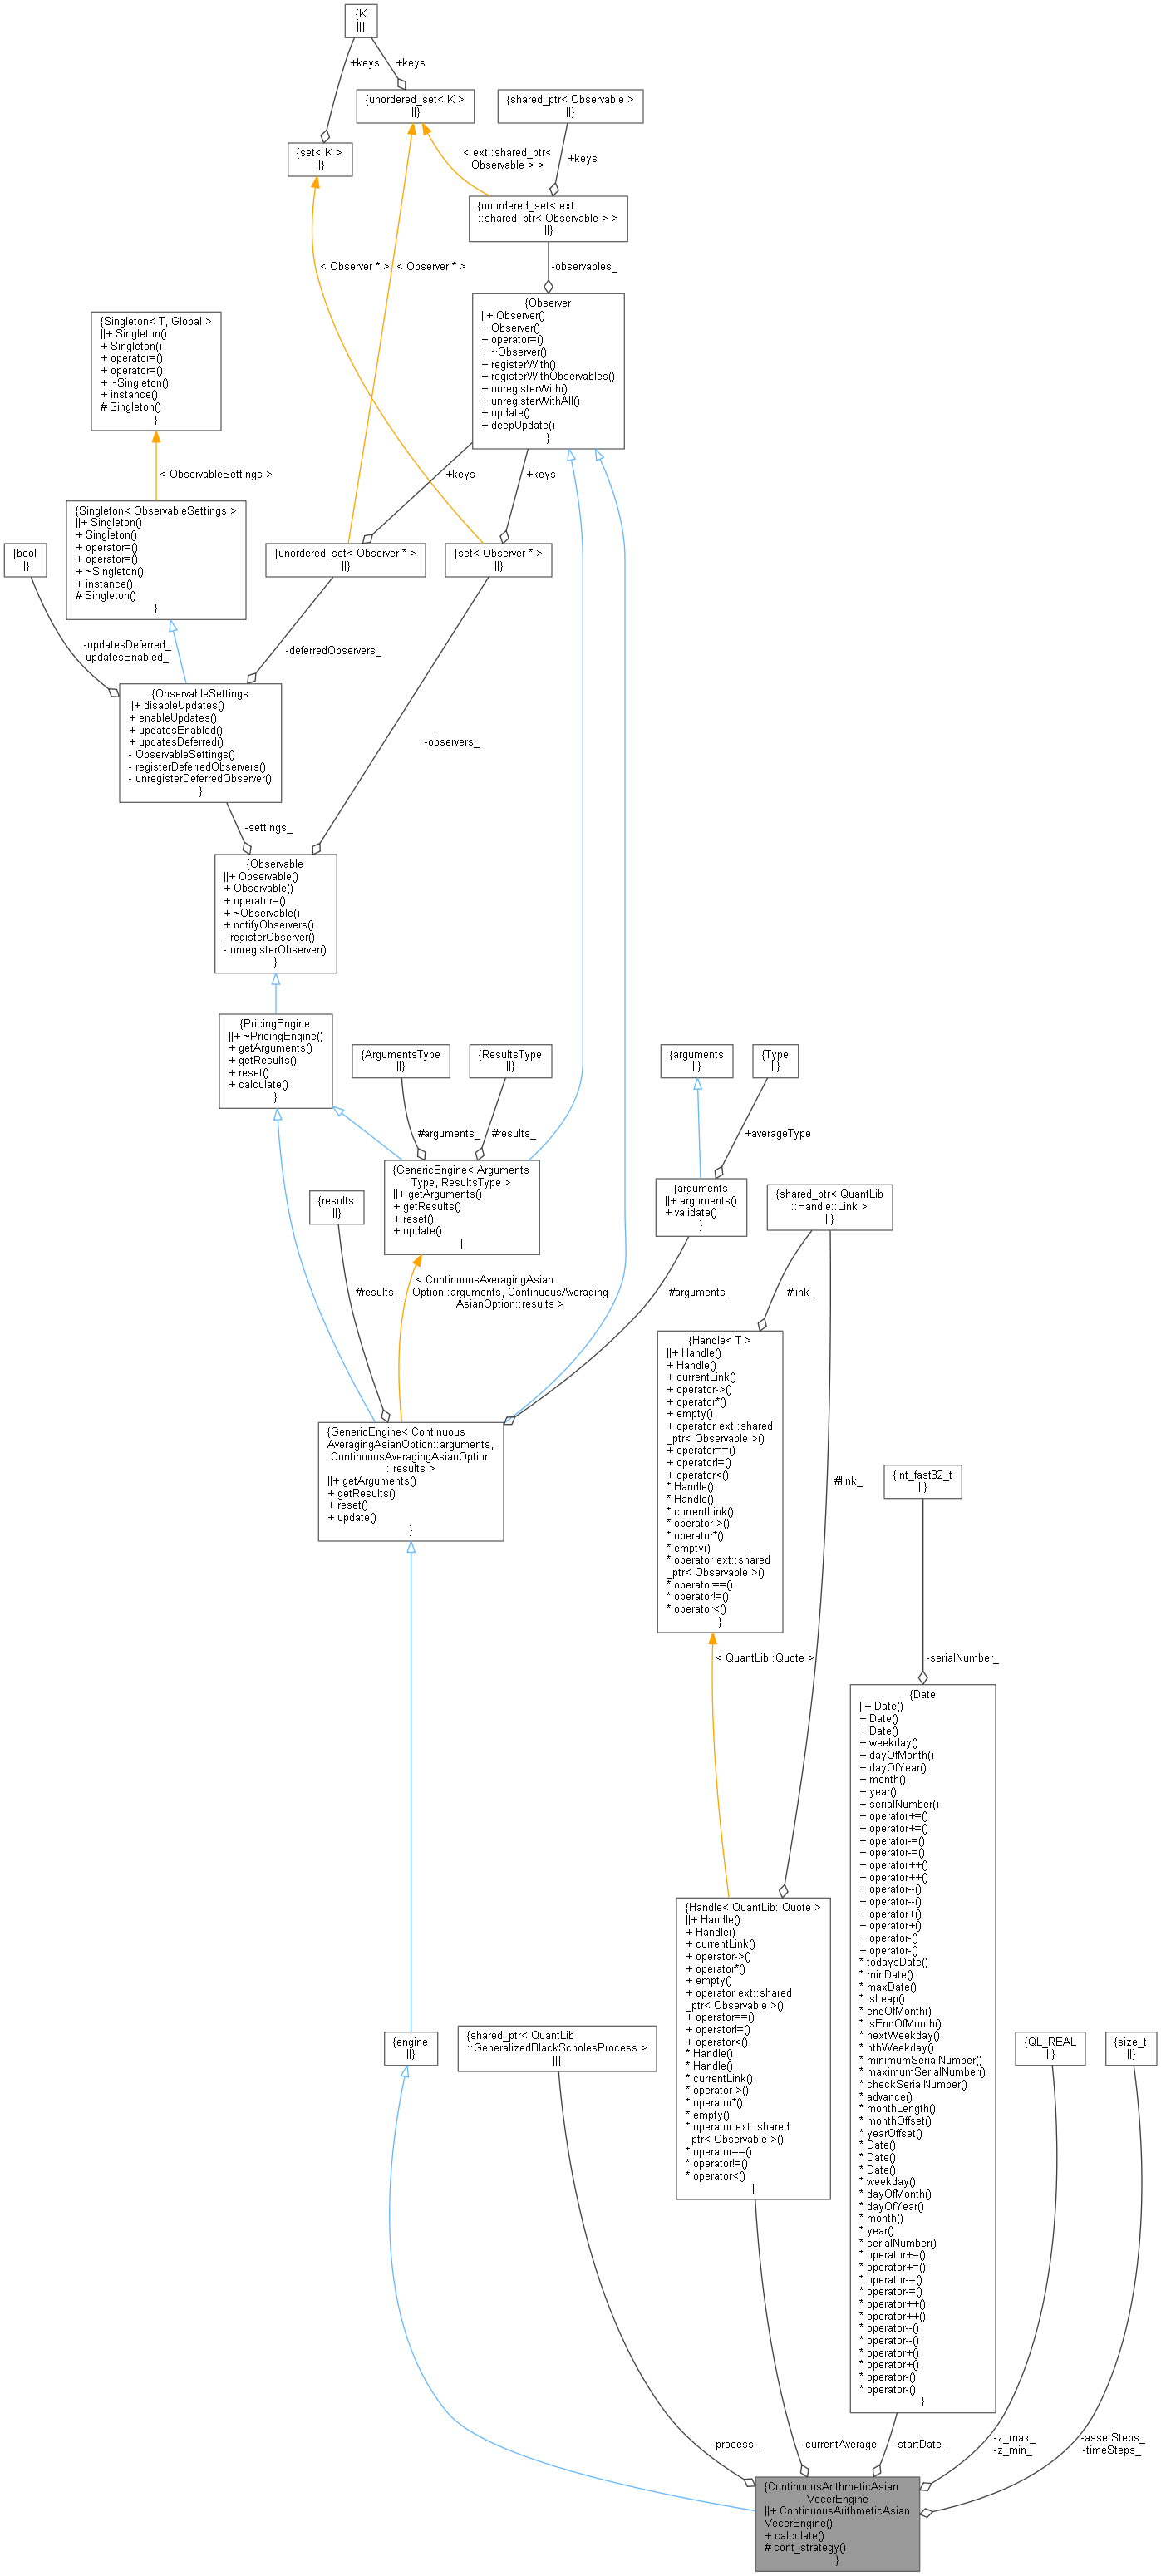 {K
||}
+keys
+keys
{unordered_set< K >
||}
{shared_ptr< Observable >
||}
{set< K >
||}
< ext::shared_ptr<
Observable > >
+keys
{unordered_set< ext
::shared_ptr< Observable > >
||}
< Observer * >
< Observer * >
-observables_
{Observer
||+ Observer()
+ Observer()
+ operator=()
+ ~Observer()
+ registerWith()
+ registerWithObservables()
+ unregisterWith()
+ unregisterWithAll()
+ update()
+ deepUpdate()
}
{Singleton< T, Global >
||+ Singleton()
+ Singleton()
+ operator=()
+ operator=()
+ ~Singleton()
+ instance()
# Singleton()
}
< ObservableSettings >
+keys
+keys
{Singleton< ObservableSettings >
||+ Singleton()
+ Singleton()
+ operator=()
+ operator=()
+ ~Singleton()
+ instance()
# Singleton()
}
{bool
||}
{unordered_set< Observer * >
||}
{set< Observer * >
||}
-updatesDeferred_
-updatesEnabled_
-deferredObservers_
{ObservableSettings
||+ disableUpdates()
+ enableUpdates()
+ updatesEnabled()
+ updatesDeferred()
- ObservableSettings()
- registerDeferredObservers()
- unregisterDeferredObserver()
}
-observers_
-settings_
{Observable
||+ Observable()
+ Observable()
+ operator=()
+ ~Observable()
+ notifyObservers()
- registerObserver()
- unregisterObserver()
}
{PricingEngine
||+ ~PricingEngine()
+ getArguments()
+ getResults()
+ reset()
+ calculate()
}
{ArgumentsType
||}
{ResultsType
||}
{arguments
||}
{Type
||}
#arguments_
#results_
+averageType
{GenericEngine< Arguments
Type, ResultsType >
||+ getArguments()
+ getResults()
+ reset()
+ update()
}
{results
||}
{arguments
||+ arguments()
+ validate()
}
{shared_ptr< QuantLib
::Handle::Link >
||}
#results_
< ContinuousAveragingAsian
Option::arguments, ContinuousAveraging
AsianOption::results >
#arguments_
#link_
{Handle< T >
||+ Handle()
+ Handle()
+ currentLink()
+ operator->()
+ operator*()
+ empty()
+ operator ext::shared
_ptr< Observable >()
+ operator==()
+ operator!=()
+ operator<()
* Handle()
* Handle()
* currentLink()
* operator->()
* operator*()
* empty()
* operator ext::shared
_ptr< Observable >()
* operator==()
* operator!=()
* operator<()
}
{GenericEngine< Continuous
AveragingAsianOption::arguments,
ContinuousAveragingAsianOption
::results >
||+ getArguments()
+ getResults()
+ reset()
+ update()
}
#link_
{int_fast32_t
||}
< QuantLib::Quote >
-serialNumber_
{Date
||+ Date()
+ Date()
+ Date()
+ weekday()
+ dayOfMonth()
+ dayOfYear()
+ month()
+ year()
+ serialNumber()
+ operator+=()
+ operator+=()
+ operator-=()
+ operator-=()
+ operator++()
+ operator++()
+ operator--()
+ operator--()
+ operator+()
+ operator+()
+ operator-()
+ operator-()
* todaysDate()
* minDate()
* maxDate()
* isLeap()
* endOfMonth()
* isEndOfMonth()
* nextWeekday()
* nthWeekday()
* minimumSerialNumber()
* maximumSerialNumber()
* checkSerialNumber()
* advance()
* monthLength()
* monthOffset()
* yearOffset()
* Date()
* Date()
* Date()
* weekday()
* dayOfMonth()
* dayOfYear()
* month()
* year()
* serialNumber()
* operator+=()
* operator+=()
* operator-=()
* operator-=()
* operator++()
* operator++()
* operator--()
* operator--()
* operator+()
* operator+()
* operator-()
* operator-()
}
{Handle< QuantLib::Quote >
||+ Handle()
+ Handle()
+ currentLink()
+ operator->()
+ operator*()
+ empty()
+ operator ext::shared
_ptr< Observable >()
+ operator==()
+ operator!=()
+ operator<()
* Handle()
* Handle()
* currentLink()
* operator->()
* operator*()
* empty()
* operator ext::shared
_ptr< Observable >()
* operator==()
* operator!=()
* operator<()
}
{engine
||}
{shared_ptr< QuantLib
::GeneralizedBlackScholesProcess >
||}
{QL_REAL
||}
{size_t
||}
-process_
-currentAverage_
-startDate_
-z_max_
-z_min_
-assetSteps_
-timeSteps_
{ContinuousArithmeticAsian
VecerEngine
||+ ContinuousArithmeticAsian
VecerEngine()
+ calculate()
# cont_strategy()
}